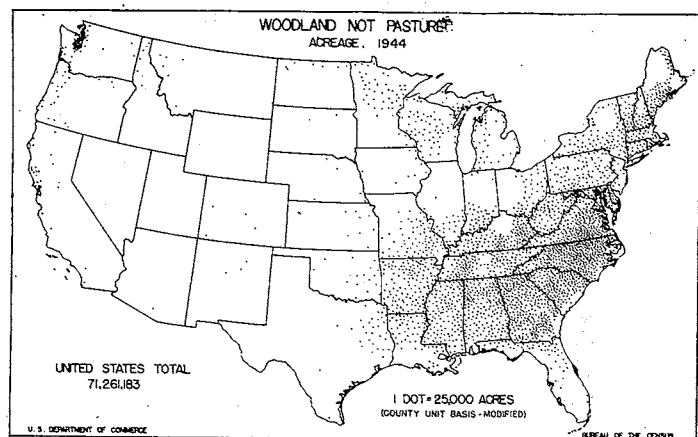 WOODLAND NOT PASTURED
ACREAGE, 1944
UNITED STATES TOTAL
71,261,183
1 DOT=25,000 ACRES
(COUNTY UNIT BASIS-MODIFIED)
U. S. DEPARTMENT OF COMMERCE
BUREAU OF THE CENSUS